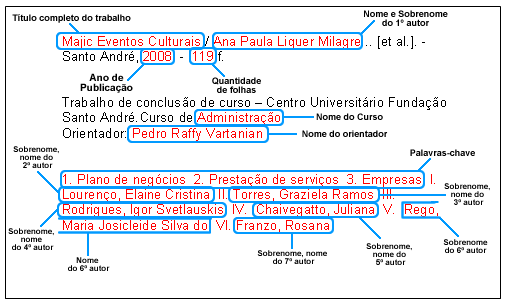 Titulo completo do trabalho
Nome e Sobrenome
do 1º autor
Majic Eventos Culturais / Ana Paula Liquer Milagre... [et al.]. -
Santo André, 2008 - 119 f.
Ano de
Publicação
Quantidade
de folhas
Trabalho de conclusão de curso – Centro Universitário Fundação
Santo André. Curso de Administração
Nome do Curso
Orientador: Pedro Raffy Vartanian
Nome do orientador
Sobrenome,
nome do
2º autor
Palavras-chave
1. Plano de negócios 2. Prestação de serviços 3. Empresas I.
Lourenço, Elaine Cristina II. Torres, Graziela Ramos III.
Sobrenome,
nome do
3º autor
Rodrigues, Igor Svetlauskis IV. Chaivegatto, Juliana V. Rego,
Maria Josicleide Silva do VI. Franzo, Rosana
Sobrenome,
nome
do 4º autor
Nome
do 6º autor
Sobrenome,
nome
do 7º autor
Sobrenome,
nome do
5º autor
Sobrenome,
do 6º autor